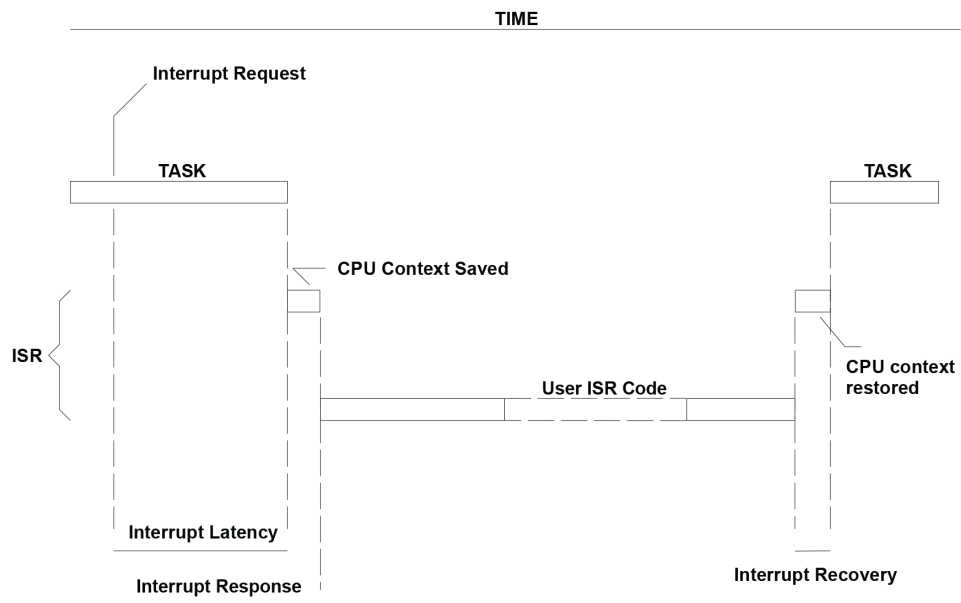 TIME
Interrupt Request
TASK
TASK
CPU Context Saved
ISR
CPU context
restored
User ISR Code
Interrupt Latency
Interrupt Recovery
Interrupt Response